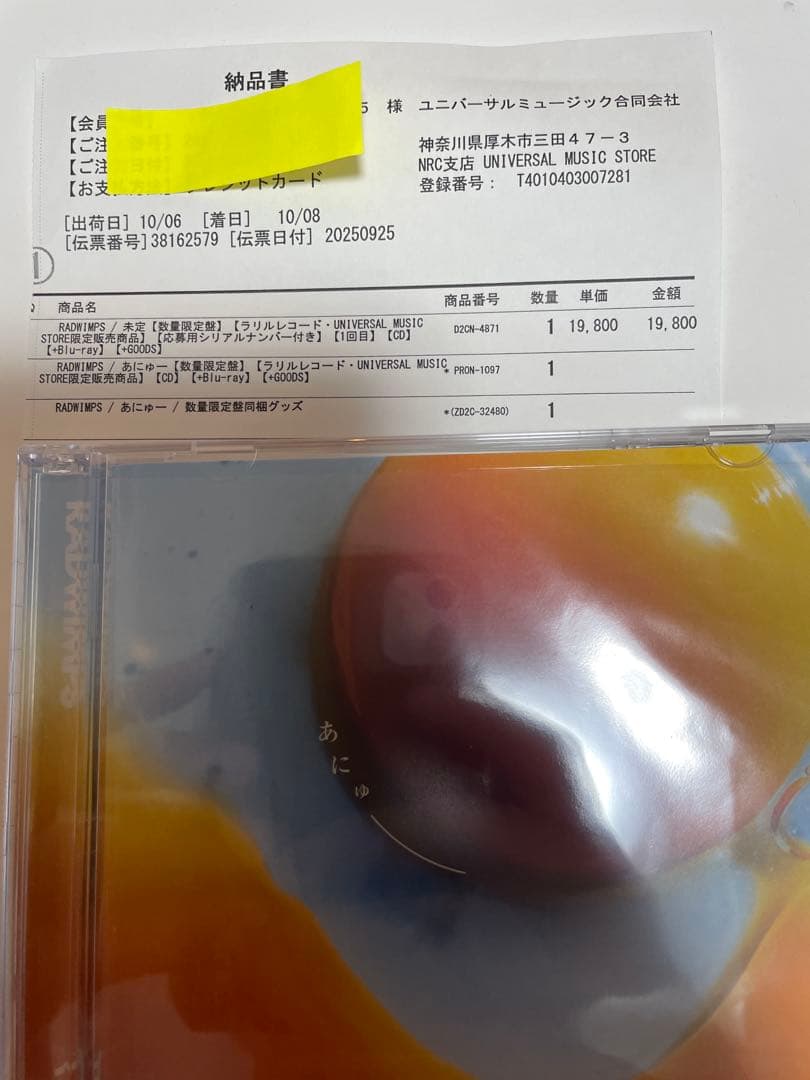 納品書
【会員 5 様 ユニバーサルミュージック合同会社
【ご注
神奈川県厚木市三田47-3
【ご注
NRC支店 UNIVERSAL MUSIC STORE
【お支 クレジットカード
登録番号: T4010403007281
[出荷日] 10/06 [着日] 10/08
[伝票番号]38162579 [伝票日付] 20250925
商品名 商品番号 数量 単価 金額
RADWIMPS / 未定【数量限定盤】【ラリルレコード・UNIVERSAL MUSIC
STORE限定販売商品】【応募用シリアルナンバー付き】【1回目】【CD】
【+Blu-ray】【+GOODS】
D2CN-4871 1 19,800 19,800
RADWIMPS / あにゅー【数量限定盤】【ラリルレコード・UNIVERSAL MUSIC
STORE限定販売商品】【CD】【+Blu-ray】【+GOODS】
* PRON-1097 1
RADWIMPS / あにゅー / 数量限定盤同梱グッズ *(ZD2C-32480) 1
RADWIMPS
あにゅー